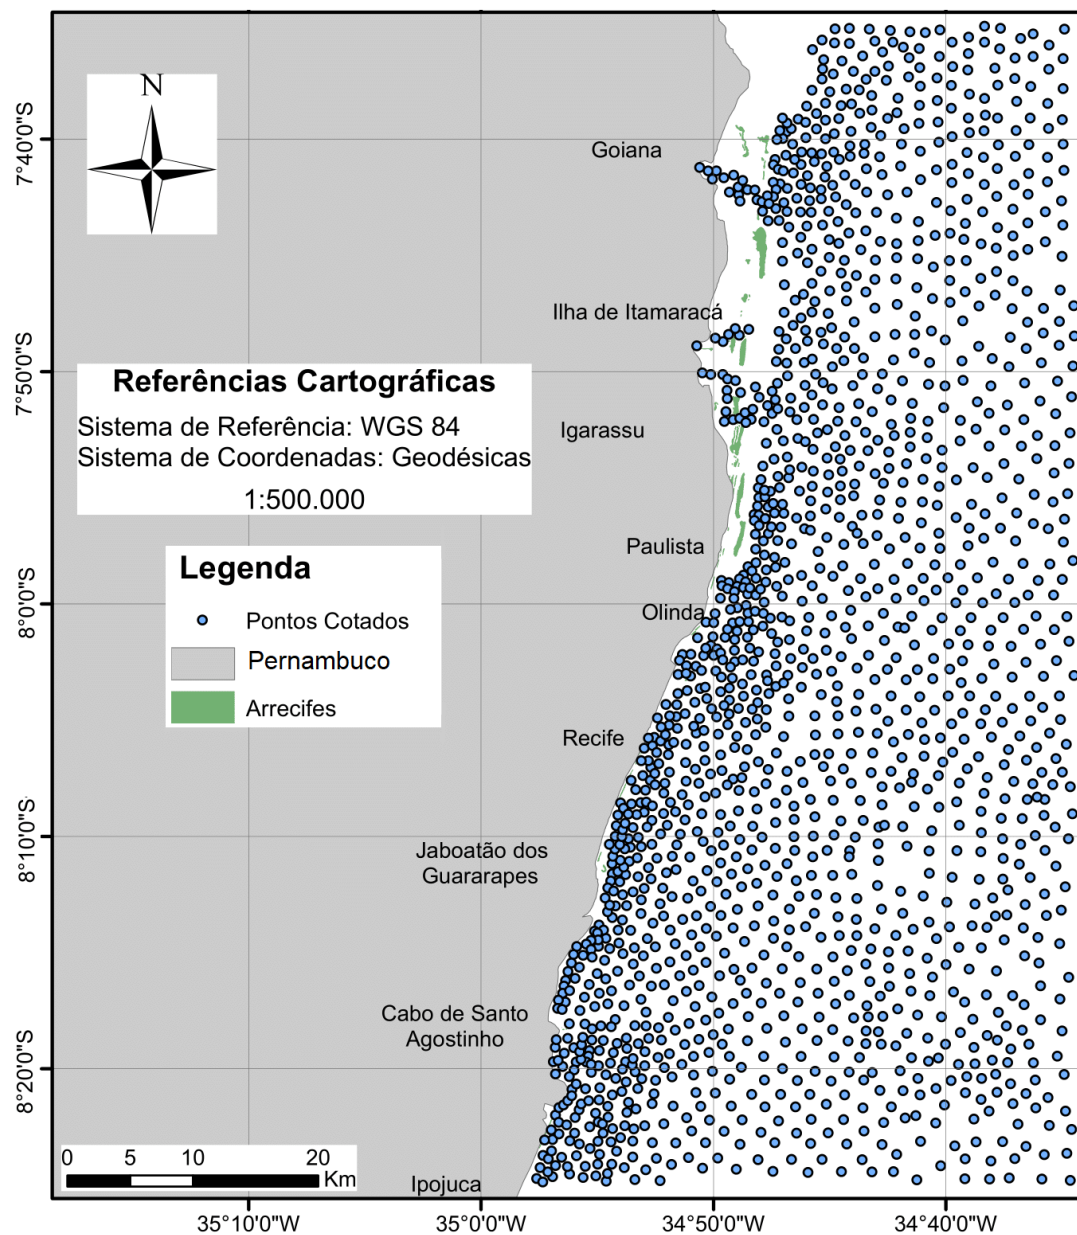 N
7°40'0"S
Goiana
Ilha de Itamaracá
7°50'0"S
Referências Cartográficas
Sistema de Referência: WGS 84
Sistema de Coordenadas: Geodésicas
1:500.000
Igarassu
Paulista
Legenda
Pontos Cotados
Pernambuco
Arrecifes
8°0'0"S
Olinda
Recife
8°10'0"S
Jaboatão dos
Guararapes
Cabo de Santo
Agostinho
8°20'0"S
0 5 10 20
Km
Ipojuca
35°10'0"W 35°0'0"W 34°50'0"W 34°40'0"W